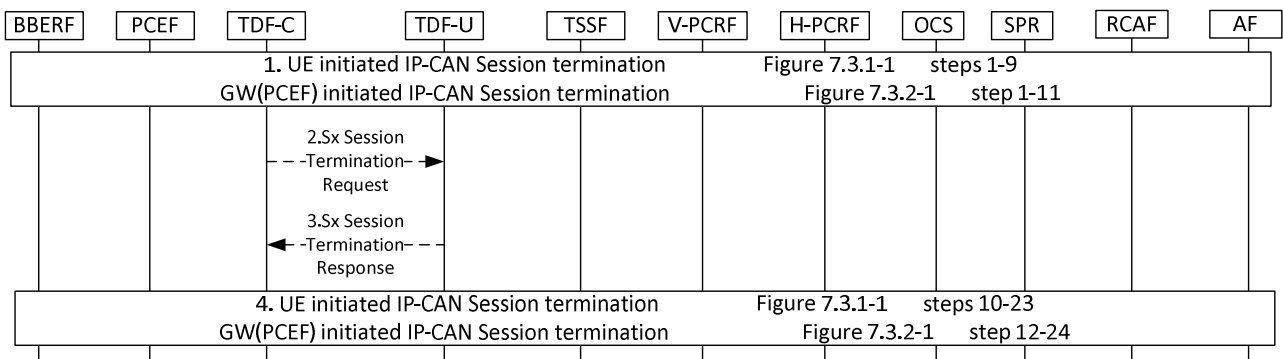 BBERF PCEF TDF-C TDF-U TSSF V-PCRF H-PCRF OCS SPR RCAF AF
1. UE initiated IP-CAN Session termination Figure 7.3.1-1 steps 1-9
GW(PCEF) initiated IP-CAN Session termination Figure 7.3.2-1 step 1-11
2.Sx Session
Termination
Request
3.Sx Session
Termination
Response
4. UE initiated IP-CAN Session termination Figure 7.3.1-1 steps 10-23
GW(PCEF) initiated IP-CAN Session termination Figure 7.3.2-1 step 12-24